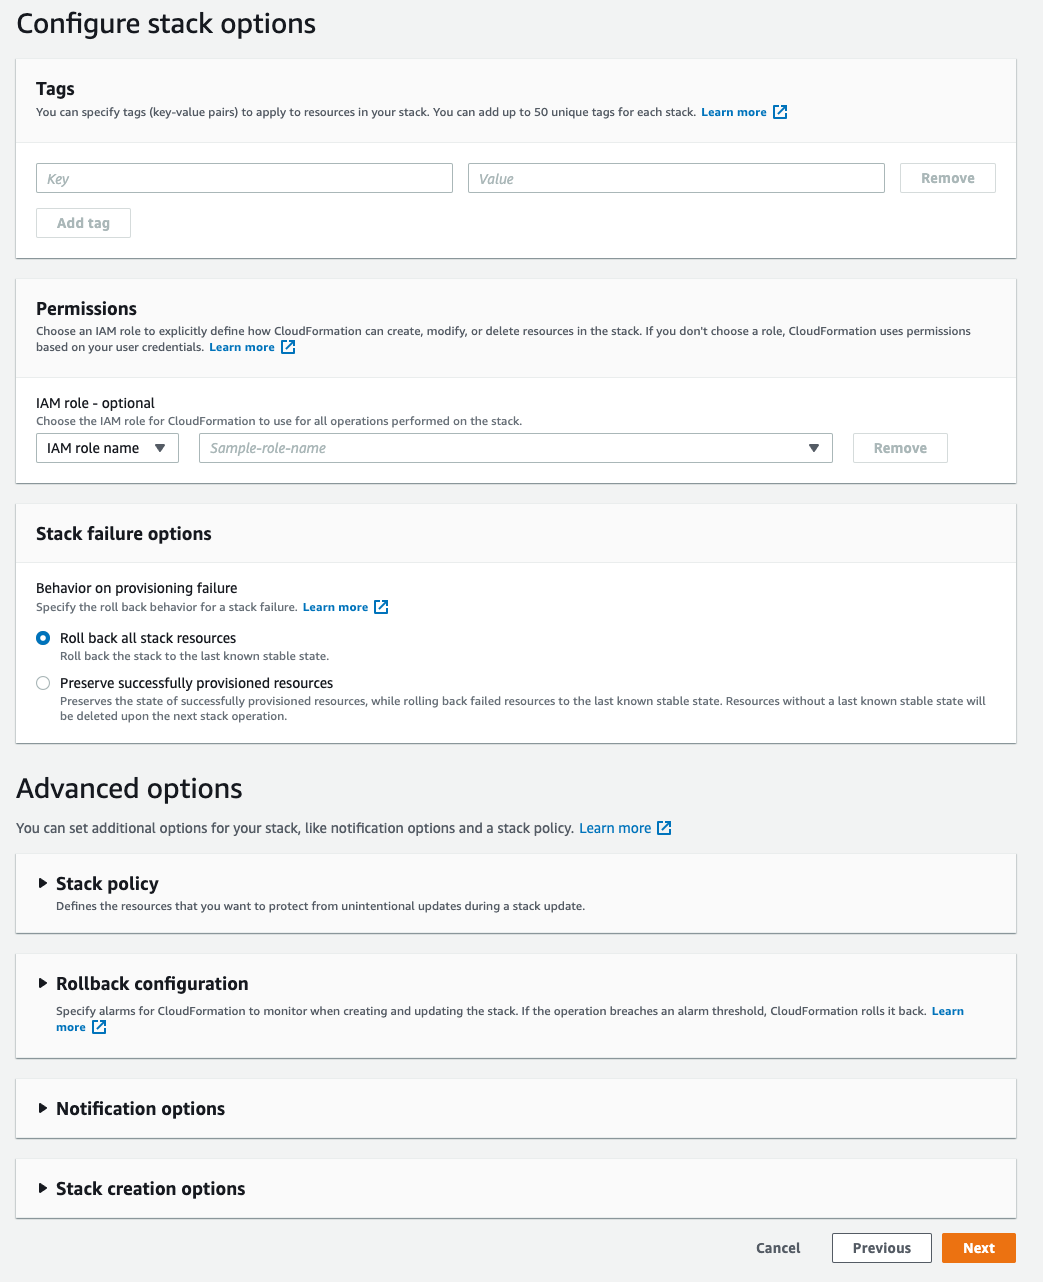 Configure stack options
Tags
You can specify tags (key-value pairs) to apply to resources in your stack. You can add up to 50 unique tags for each stack. Learn more
Key
Value
Remove
Add tag
Permissions
Choose an IAM role to explicitly define how CloudFormation can create, modify, or delete resources in the stack. If you don't choose a role, CloudFormation uses permissions
based on your user credentials. Learn more
IAM role - optional
Choose the IAM role for CloudFormation to use for all operations performed on the stack.
IAM role name
Sample-role-name
Remove
Stack failure options
Behavior on provisioning failure
Specify the roll back behavior for a stack failure. Learn more
Roll back all stack resources
Roll back the stack to the last known stable state.
Preserve successfully provisioned resources
Preserves the state of successfully provisioned resources, while rolling back failed resources to the last known stable state. Resources without a last known stable state will
be deleted upon the next stack operation.
Advanced options
You can set additional options for your stack, like notification options and a stack policy. Learn more
Stack policy
Defines the resources that you want to protect from unintentional updates during a stack update.
Rollback configuration
Specify alarms for CloudFormation to monitor when creating and updating the stack. If the operation breaches an alarm threshold, CloudFormation rolls it back. Learn
more
Notification options
Stack creation options
Cancel
Previous
Next